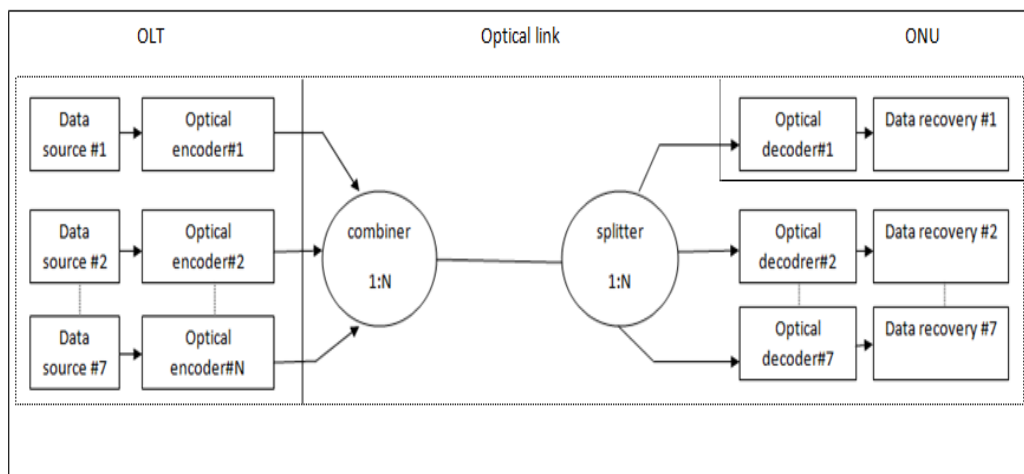 OLT
Optical link
ONU
Data
source #1
Optical
encoder#1
Optical
decoder#1
Data recovery #1
Data
source #2
Optical
encoder#2
combiner
1:N
splitter
1:N
Optical
decodrer#2
Data recovery #2
Data
source #7
Optical
encoder#N
Optical
decoder#7
Data recovery #7